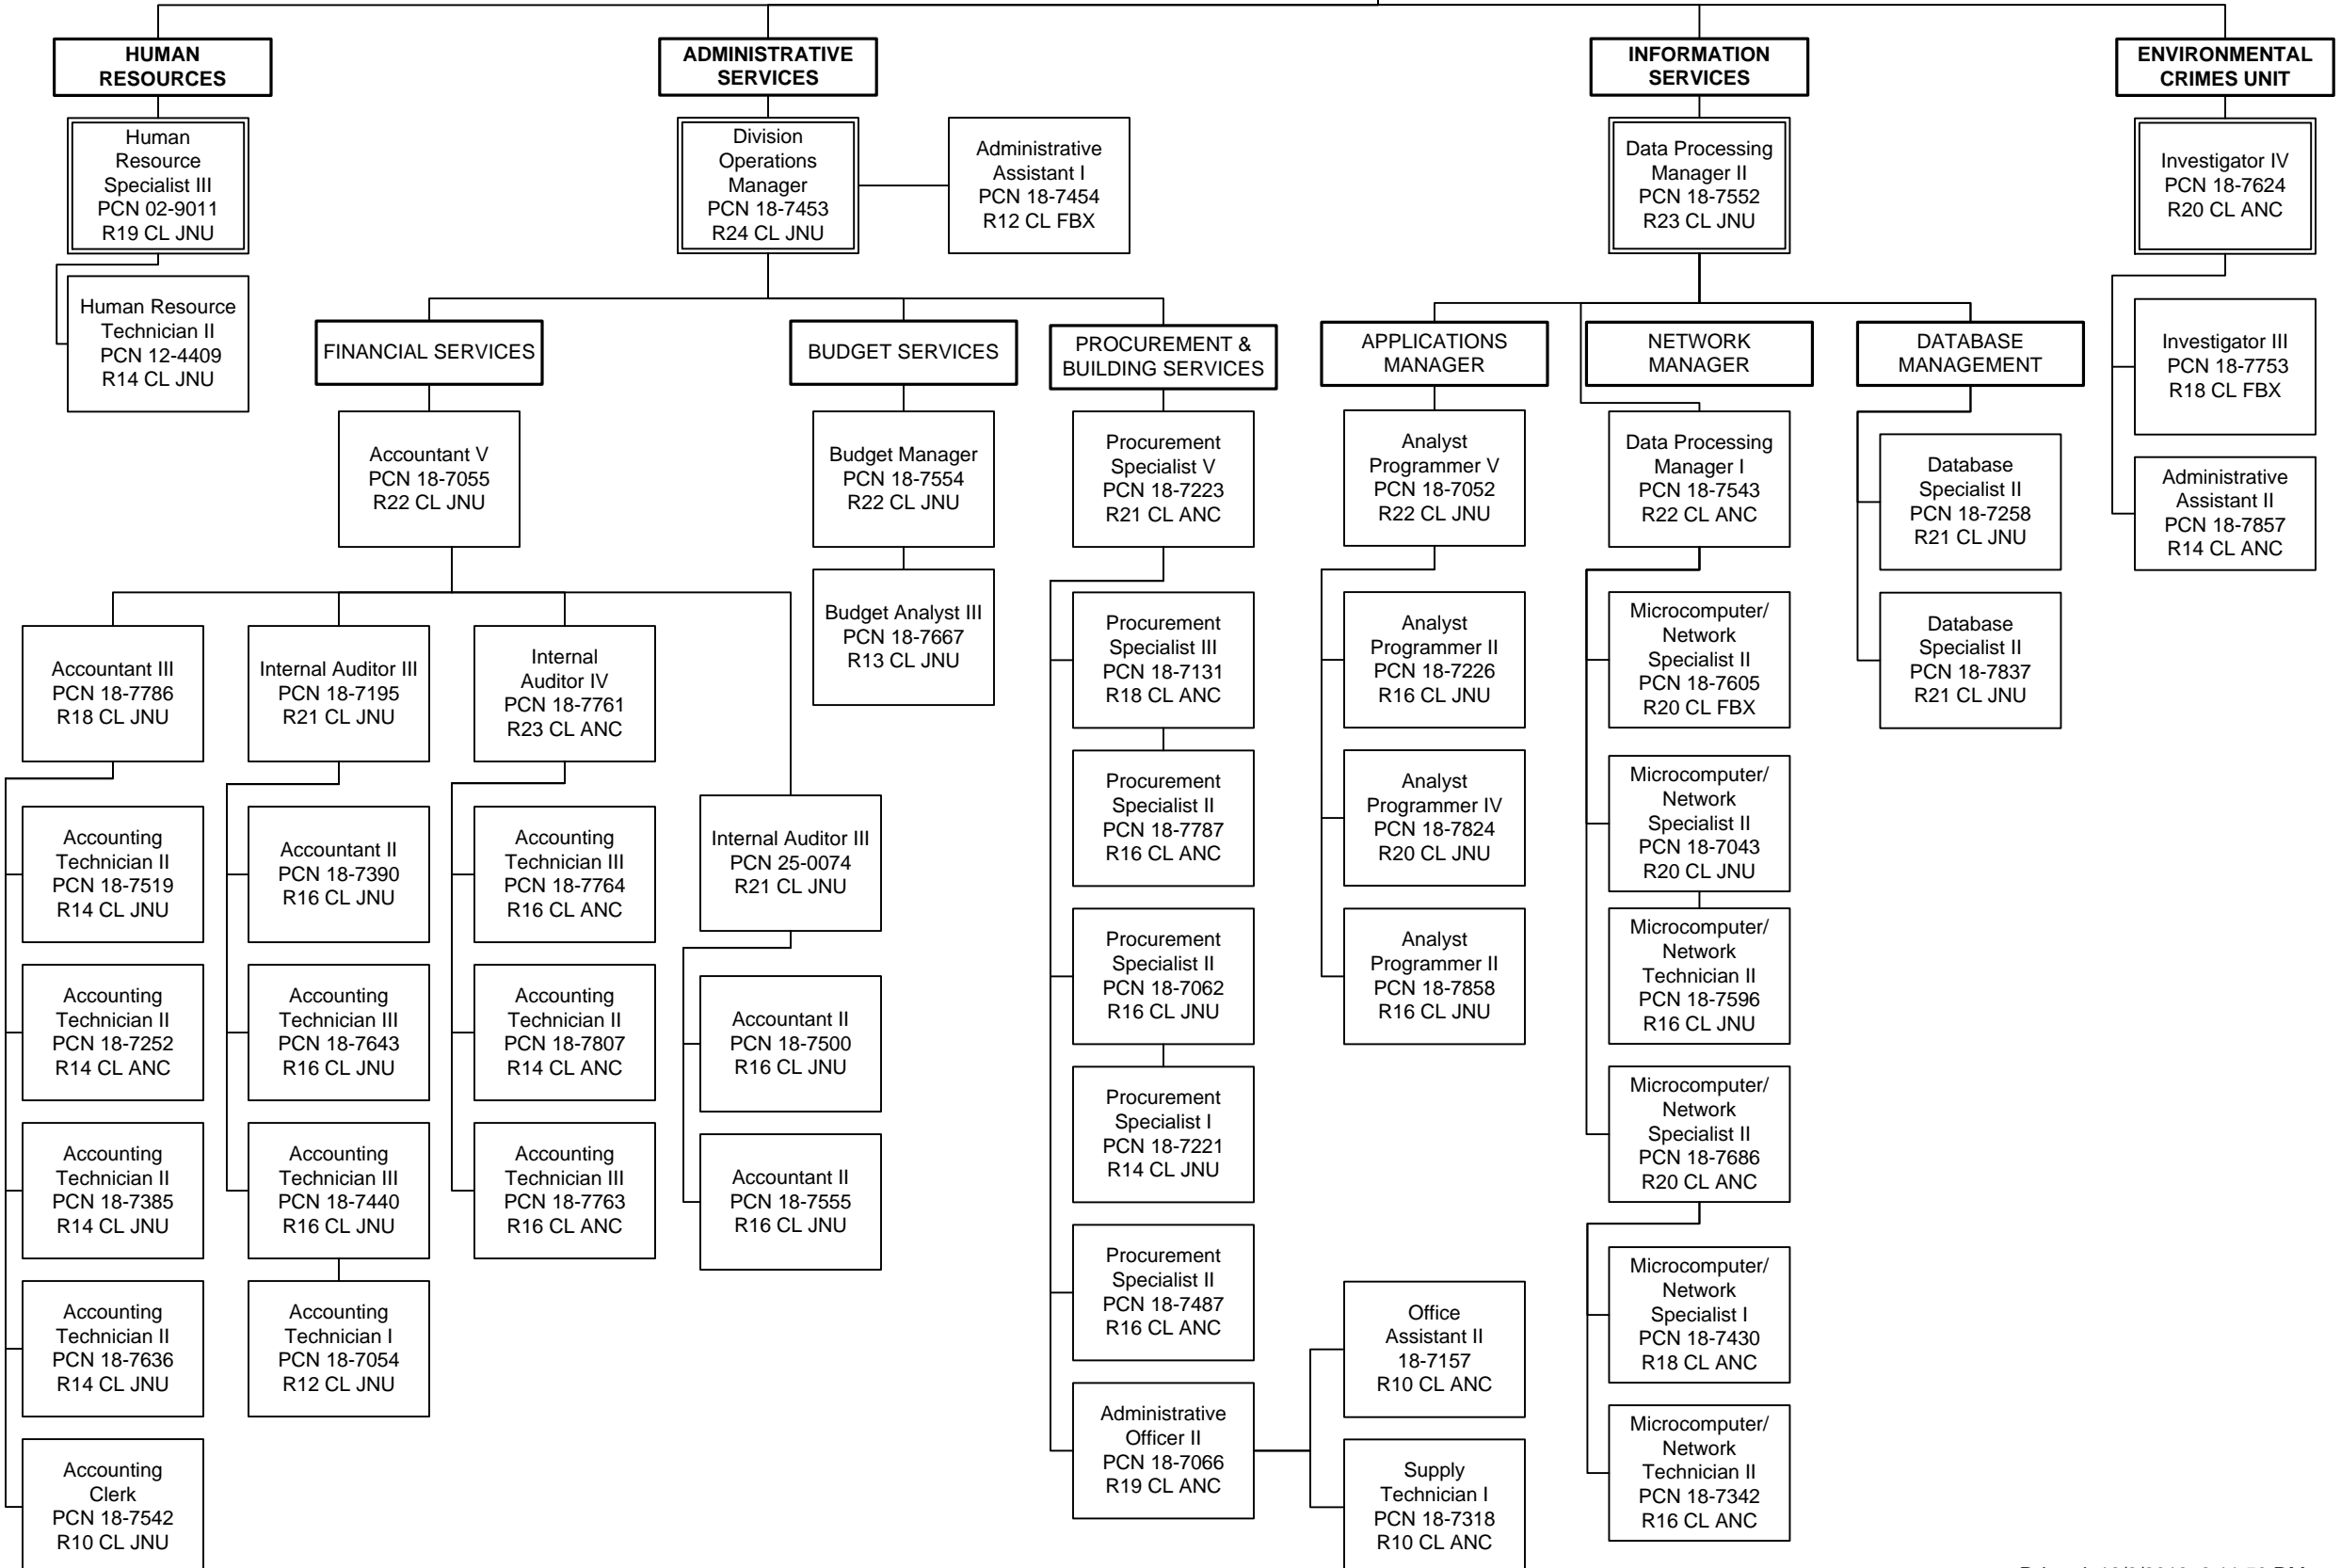 HUMAN
RESOURCES
Human
Resource
Specialist III
PCN 02-9011
R19 CL JNU
Human Resource
Technician II
PCN 12-4409
R14 CL JNU
ADMINISTRATIVE
SERVICES
Division
Operations
Manager
PCN 18-7453
R24 CL JNU
Administrative
Assistant I
PCN 18-7454
R12 CL FBX
FINANCIAL SERVICES
Accountant V
PCN 18-7055
R22 CL JNU
Accountant III
PCN 18-7786
R18 CL JNU
Accounting
Technician II
PCN 18-7519
R14 CL JNU
Accounting
Technician II
PCN 18-7252
R14 CL ANC
Accounting
Technician II
PCN 18-7385
R14 CL JNU
Accounting
Technician II
PCN 18-7636
R14 CL JNU
Accounting
Clerk
PCN 18-7542
R10 CL JNU
Internal Auditor III
PCN 18-7195
R21 CL JNU
Accountant II
PCN 18-7390
R16 CL JNU
Accounting
Technician III
PCN 18-7643
R16 CL JNU
Accounting
Technician III
PCN 18-7440
R16 CL JNU
Accounting
Technician I
PCN 18-7054
R12 CL JNU
Internal
Auditor IV
PCN 18-7761
R23 CL ANC
Accounting
Technician III
PCN 18-7764
R16 CL ANC
Accounting
Technician II
PCN 18-7807
R14 CL ANC
Accounting
Technician III
PCN 18-7763
R16 CL ANC
Internal Auditor III
PCN 25-0074
R21 CL JNU
Accountant II
PCN 18-7500
R16 CL JNU
Accountant II
PCN 18-7555
R16 CL JNU
BUDGET SERVICES
Budget Manager
PCN 18-7554
R22 CL JNU
Budget Analyst III
PCN 18-7667
R13 CL JNU
PROCUREMENT &
BUILDING SERVICES
Procurement
Specialist V
PCN 18-7223
R21 CL ANC
Procurement
Specialist III
PCN 18-7131
R18 CL ANC
Procurement
Specialist II
PCN 18-7787
R16 CL ANC
Procurement
Specialist II
PCN 18-7062
R16 CL JNU
Procurement
Specialist I
PCN 18-7221
R14 CL JNU
Procurement
Specialist II
PCN 18-7487
R16 CL ANC
Administrative
Officer II
PCN 18-7066
R19 CL ANC
Office
Assistant II
18-7157
R10 CL ANC
Supply
Technician I
PCN 18-7318
R10 CL ANC
INFORMATION
SERVICES
Data Processing
Manager II
PCN 18-7552
R23 CL JNU
APPLICATIONS
MANAGER
Analyst
Programmer V
PCN 18-7052
R22 CL JNU
Analyst
Programmer II
PCN 18-7226
R16 CL JNU
Analyst
Programmer IV
PCN 18-7824
R20 CL JNU
Analyst
Programmer II
PCN 18-7858
R16 CL JNU
NETWORK
MANAGER
Data Processing
Manager I
PCN 18-7543
R22 CL ANC
Microcomputer/
Network
Specialist II
PCN 18-7605
R20 CL FBX
Microcomputer/
Network
Specialist II
PCN 18-7043
R20 CL JNU
Microcomputer/
Network
Technician II
PCN 18-7596
R16 CL JNU
Microcomputer/
Network
Specialist II
PCN 18-7686
R20 CL ANC
Microcomputer/
Network
Specialist I
PCN 18-7430
R18 CL ANC
Microcomputer/
Network
Technician II
PCN 18-7342
R16 CL ANC
DATABASE
MANAGEMENT
Database
Specialist II
PCN 18-7258
R21 CL JNU
Database
Specialist II
PCN 18-7837
R21 CL JNU
ENVIRONMENTAL
CRIMES UNIT
Investigator IV
PCN 18-7624
R20 CL ANC
Investigator III
PCN 18-7753
R18 CL FBX
Administrative
Assistant II
PCN 18-7857
R14 CL ANC